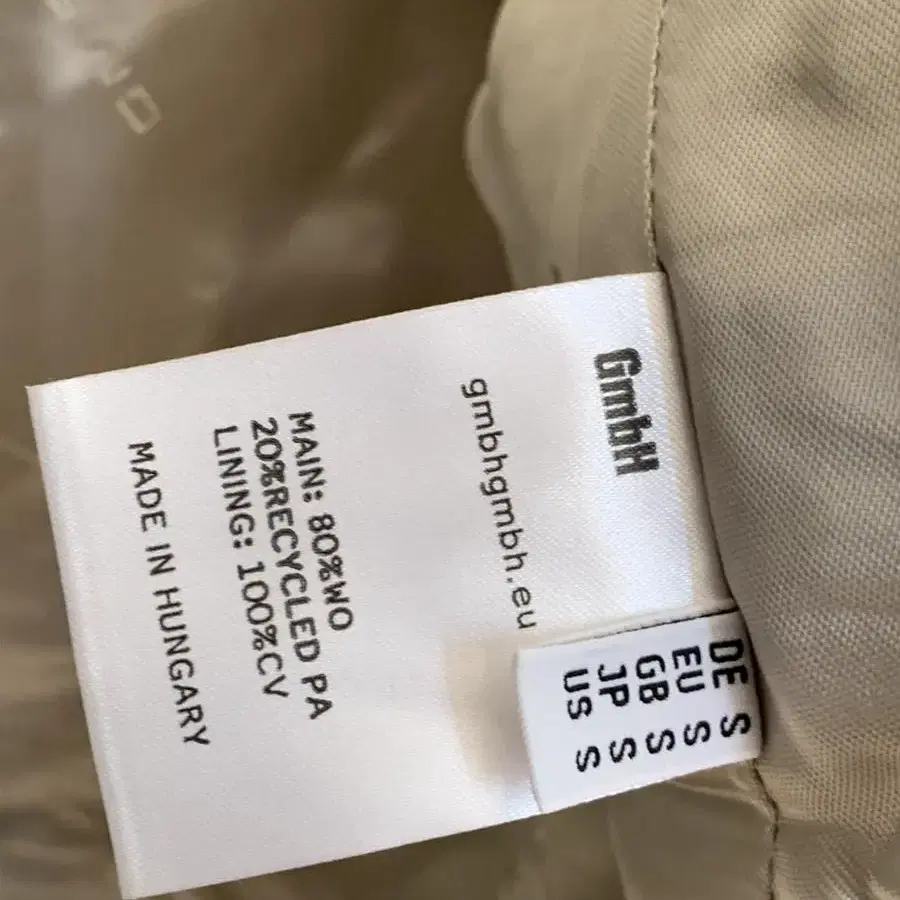 GmbH
gmbhgmbh.eu
MAIN: 80%WO
20%RECYCLED PA
LINING: 100%CV
MADE IN HUNGARY
DE S
EU S
GB S
JP S
US S